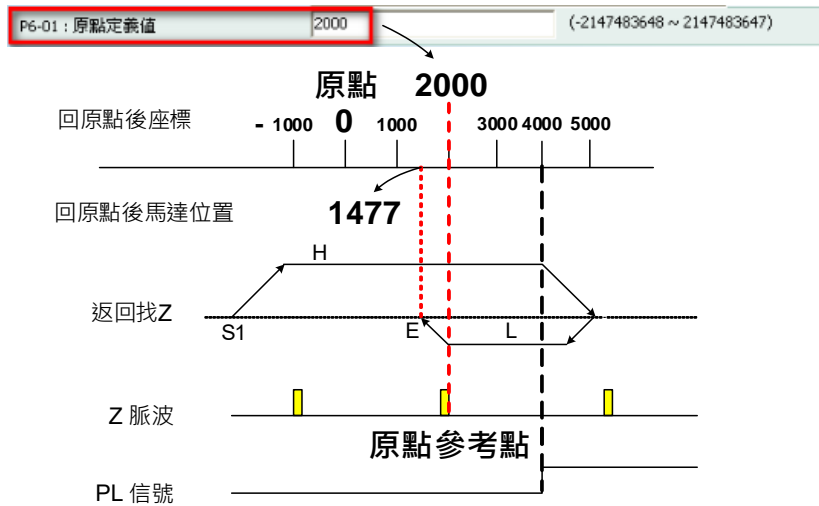 P6-01 : 原點定義值 2000 (-2147483648 ~ 2147483647)
原點 2000
回原點後座標 - 1000 0 1000 3000 4000 5000
回原點後馬達位置 1477
H
返回找Z
S1 E L
Z 脈波
原點參考點
PL 信號